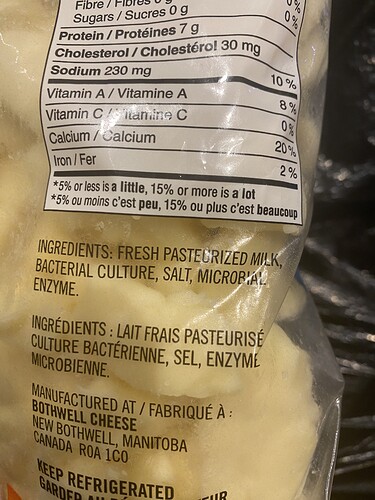 Fibre / Fibres 0 g 0%
Sugars / Sucres 0 g
Protein / Protéines 7 g
Cholesterol / Cholestérol 30 mg
Sodium 230 mg 10 %
Vitamin A / Vitamine A 8 %
Vitamin C / Vitamine C 0%
Calcium / Calcium 20%
Iron / Fer 2 %
*5% or less is a little, 15% or more is a lot
*5% ou moins c'est peu, 15% ou plus c'est beaucoup
INGREDIENTS: FRESH PASTEURIZED MILK,
BACTERIAL CULTURE, SALT, MICROBIAL
ENZYME.
INGRÉDIENTS : LAIT FRAIS PASTEURISÉ
CULTURE BACTÉRIENNE, SEL, ENZYME
MICROBIENNE.
MANUFACTURED AT / FABRIQUÉ À :
BOTHWELL CHEESE
NEW BOTHWELL, MANITOBA
CANADA R0A 1C0
KEEP REFRIGERATED
GARDER AU